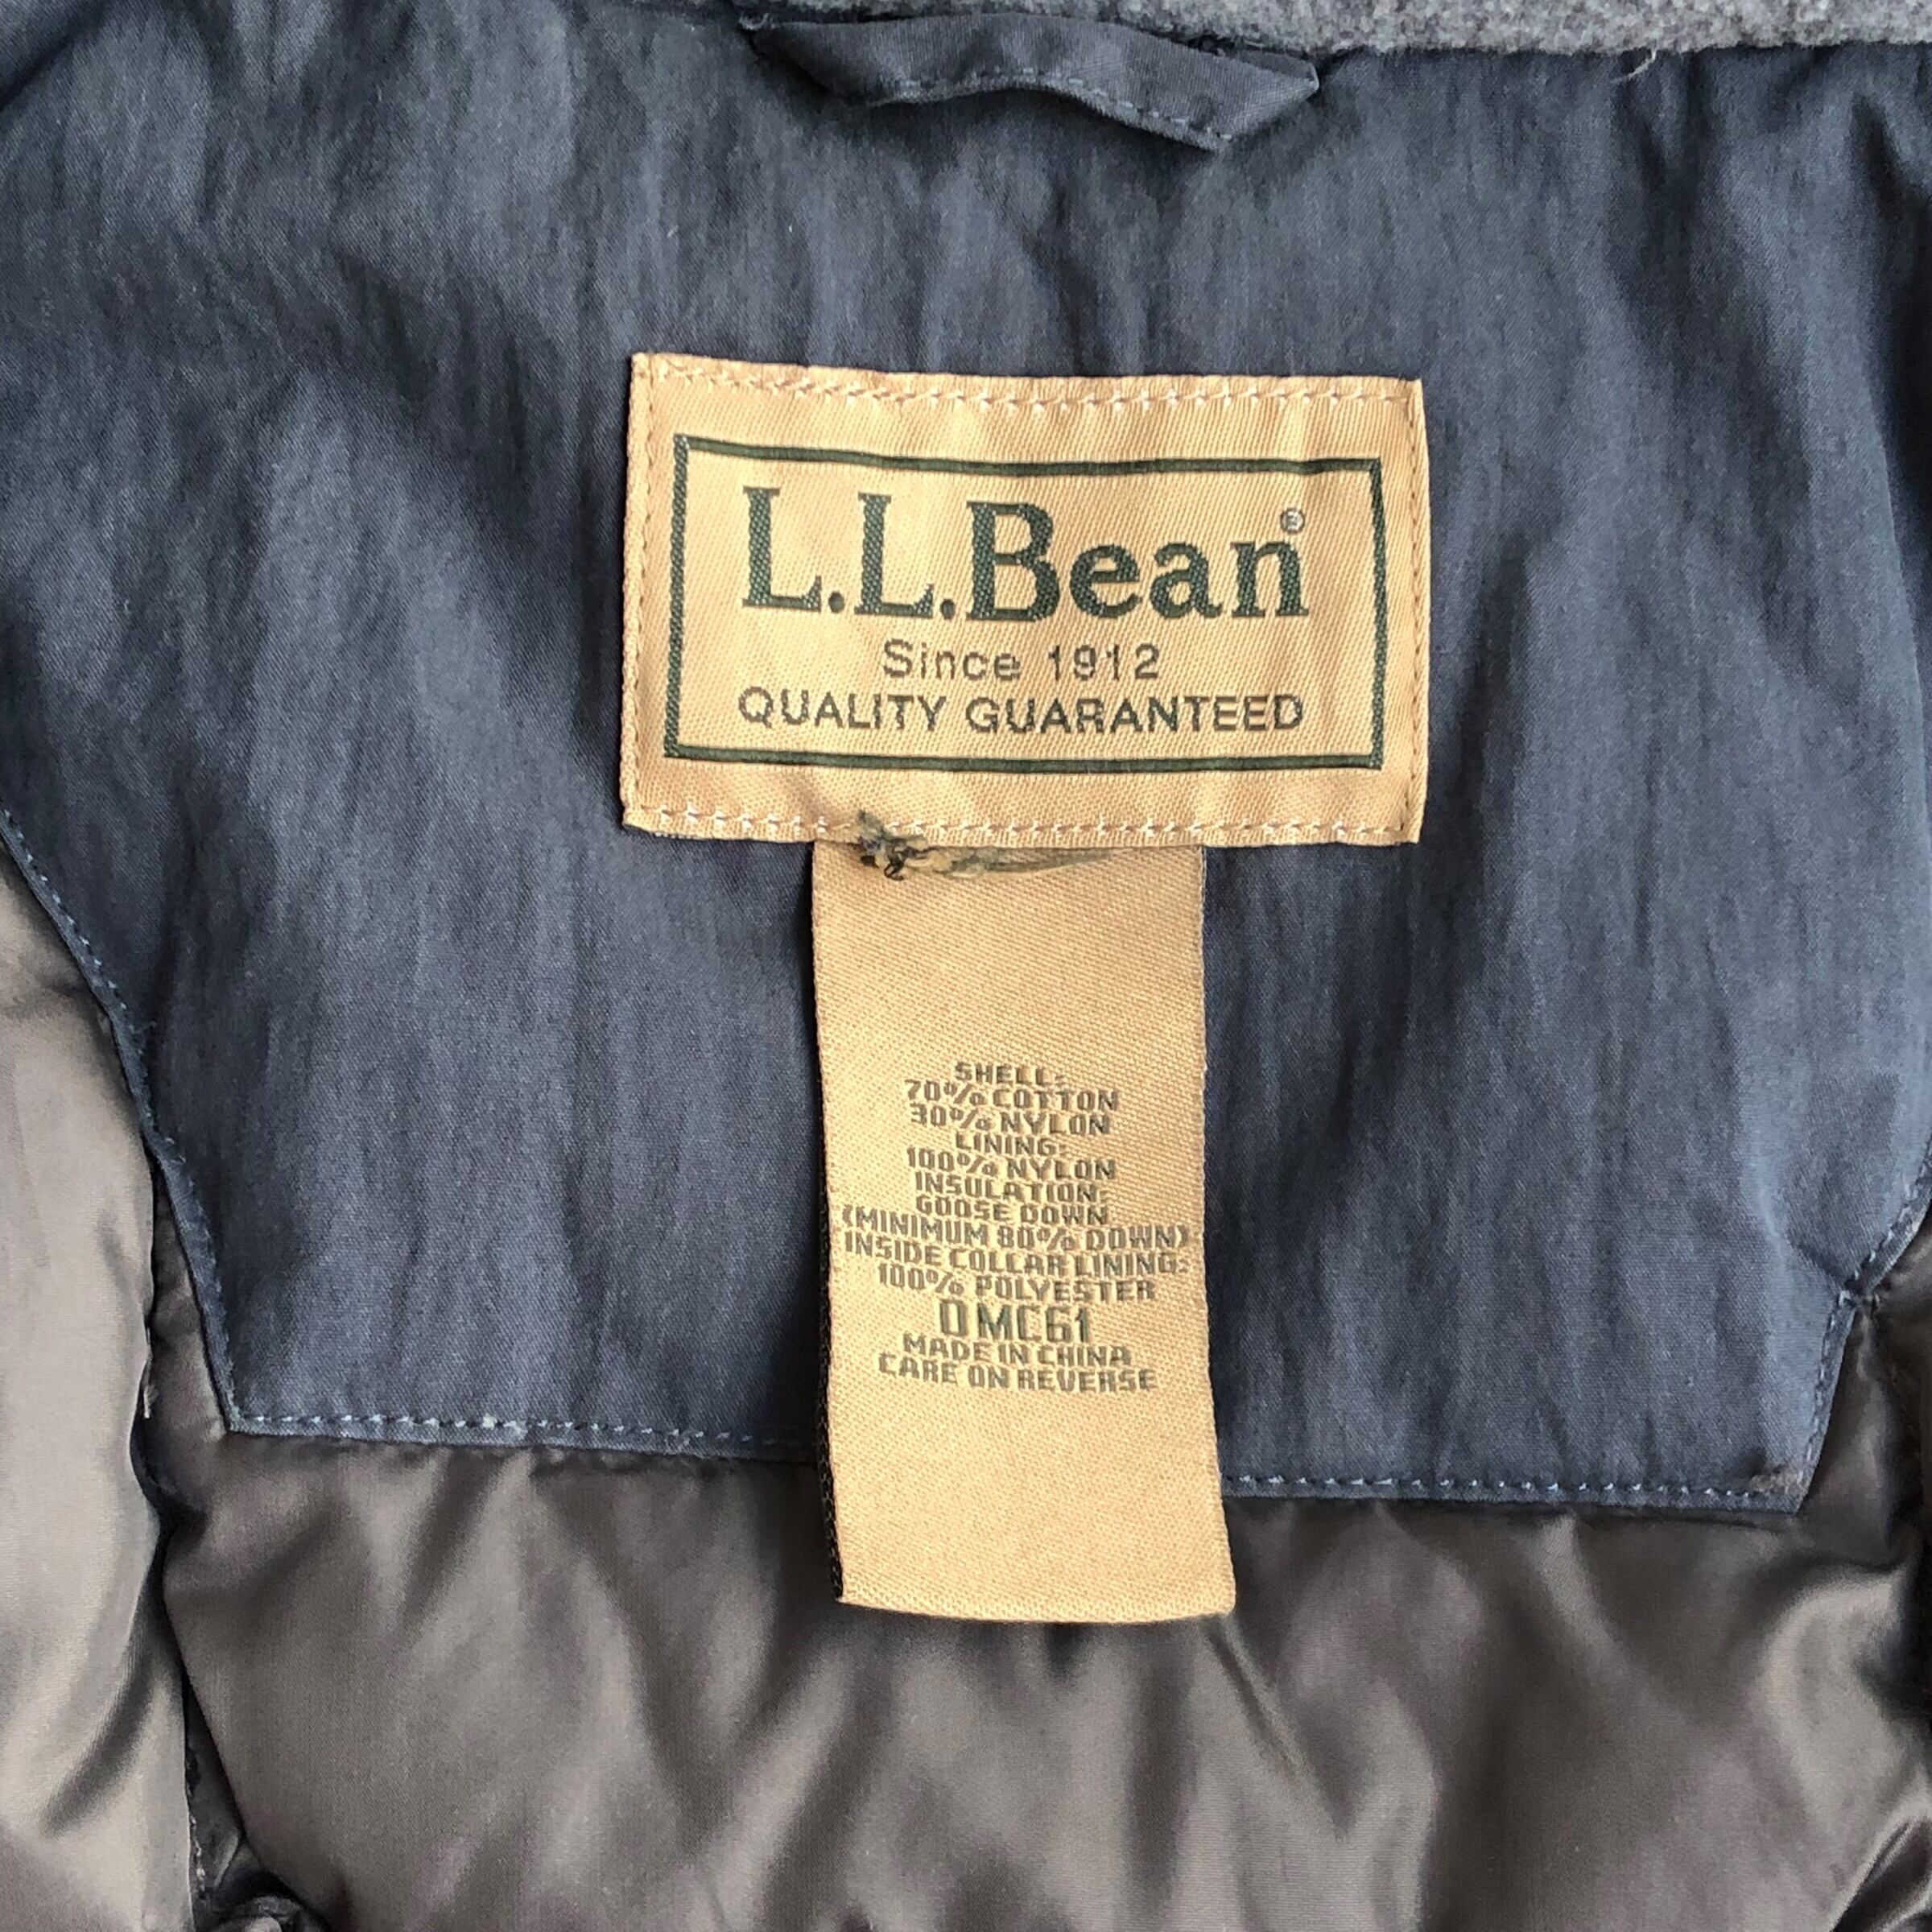 L.L.Bean®
Since 1912
QUALITY GUARANTEED
SHELL:
70% COTTON
30% NYLON
LINING:
100% NYLON
INSULATION:
GOOSE DOWN
(MINIMUM 80% DOWN)
INSIDE COLLAR LINING:
100% POLYESTER
0MC61
MADE IN CHINA
CARE ON REVERSE